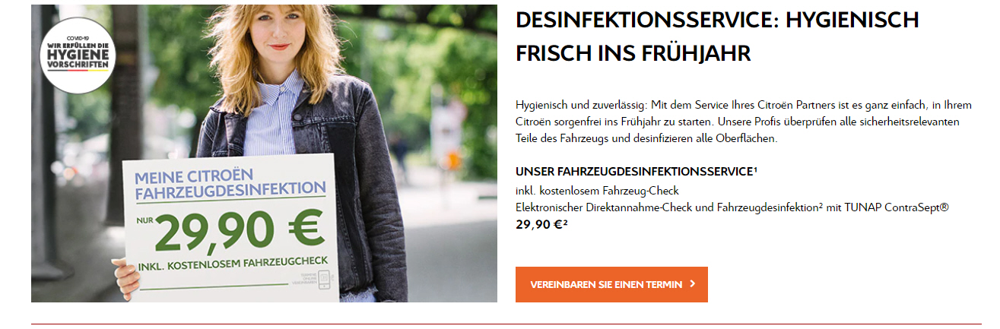 COVID-19
WIR ERFÜLLEN DIE
HYGIENE
VORSCHRIFTEN
MEINE CITROËN
FAHRZEUGDESINFEKTION
NUR 29,90 €
INKL. KOSTENLOSEM FAHRZEUGCHECK
TERMINE
ONLINE
VEREINBAREN
DESINFEKTIONSSERVICE: HYGIENISCH
FRISCH INS FRÜHJAHR
Hygienisch und zuverlässig: Mit dem Service Ihres Citroën Partners ist es ganz einfach, in Ihrem
Citroën sorgenfrei ins Frühjahr zu starten. Unsere Profis überprüfen alle sicherheitsrelevanten
Teile des Fahrzeugs und desinfizieren alle Oberflächen.
UNSER FAHRZEUGDESINFEKTIONSSERVICE¹
inkl. kostenlosem Fahrzeug-Check
Elektronischer Direktannahme-Check und Fahrzeugdesinfektion² mit TUNAP ContraSept®
29,90 €²
VEREINBAREN SIE EINEN TERMIN